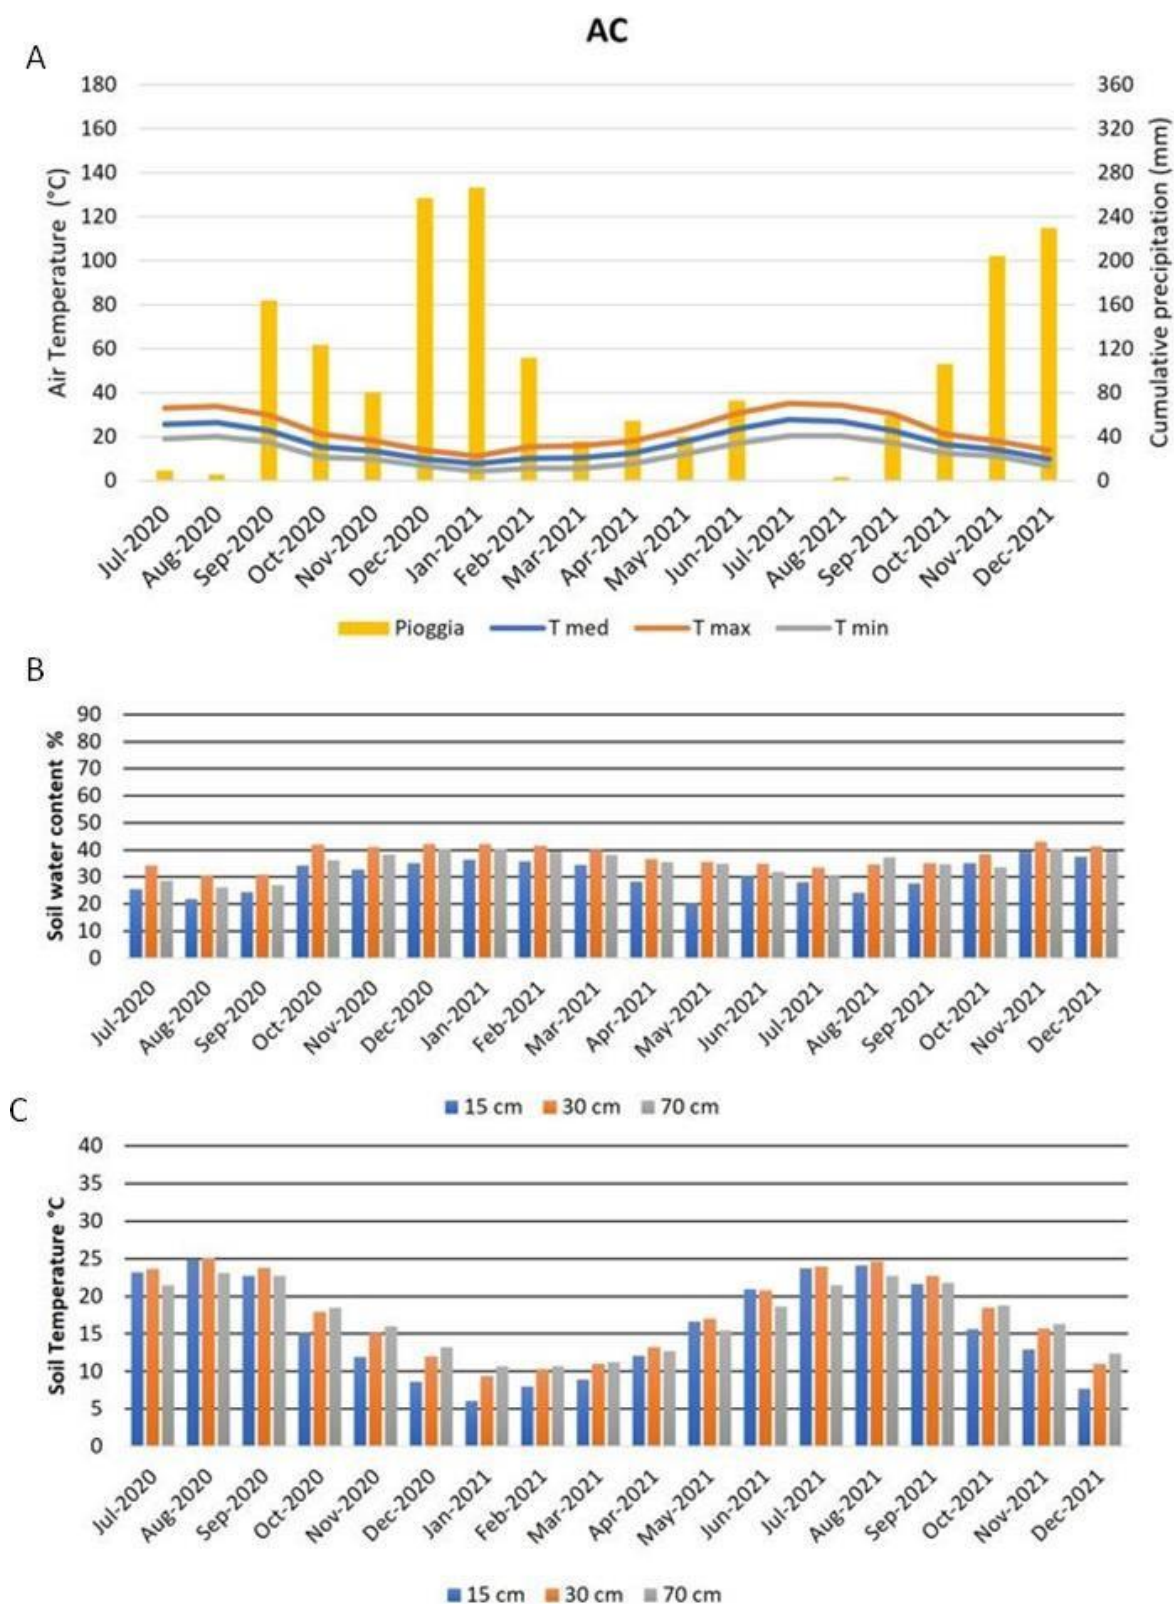 AC
A
180 360
160 320
140 280
120 240
100 200
80 160
60 120
40 80
20 40
0 0
Air Temperature (°C)
Cumulative precipitation (mm)
Jul-2020 Aug-2020 Sep-2020 Oct-2020 Nov-2020 Dec-2020 Jan-2021 Feb-2021 Mar-2021 Apr-2021 May-2021 Jun-2021 Jul-2021 Aug-2021 Sep-2021 Oct-2021 Nov-2021 Dec-2021
Pioggia T med T max T min
B
90
80
70
60
50
40
30
20
10
0
Soil water content %
Jul-2020 Aug-2020 Sep-2020 Oct-2020 Nov-2020 Dec-2020 Jan-2021 Feb-2021 Mar-2021 Apr-2021 May-2021 Jun-2021 Jul-2021 Aug-2021 Sep-2021 Oct-2021 Nov-2021 Dec-2021
15 cm 30 cm 70 cm
C
40
35
30
25
20
15
10
5
0
Soil Temperature °C
Jul-2020 Aug-2020 Sep-2020 Oct-2020 Nov-2020 Dec-2020 Jan-2021 Feb-2021 Mar-2021 Apr-2021 May-2021 Jun-2021 Jul-2021 Aug-2021 Sep-2021 Oct-2021 Nov-2021 Dec-2021
15 cm 30 cm 70 cm